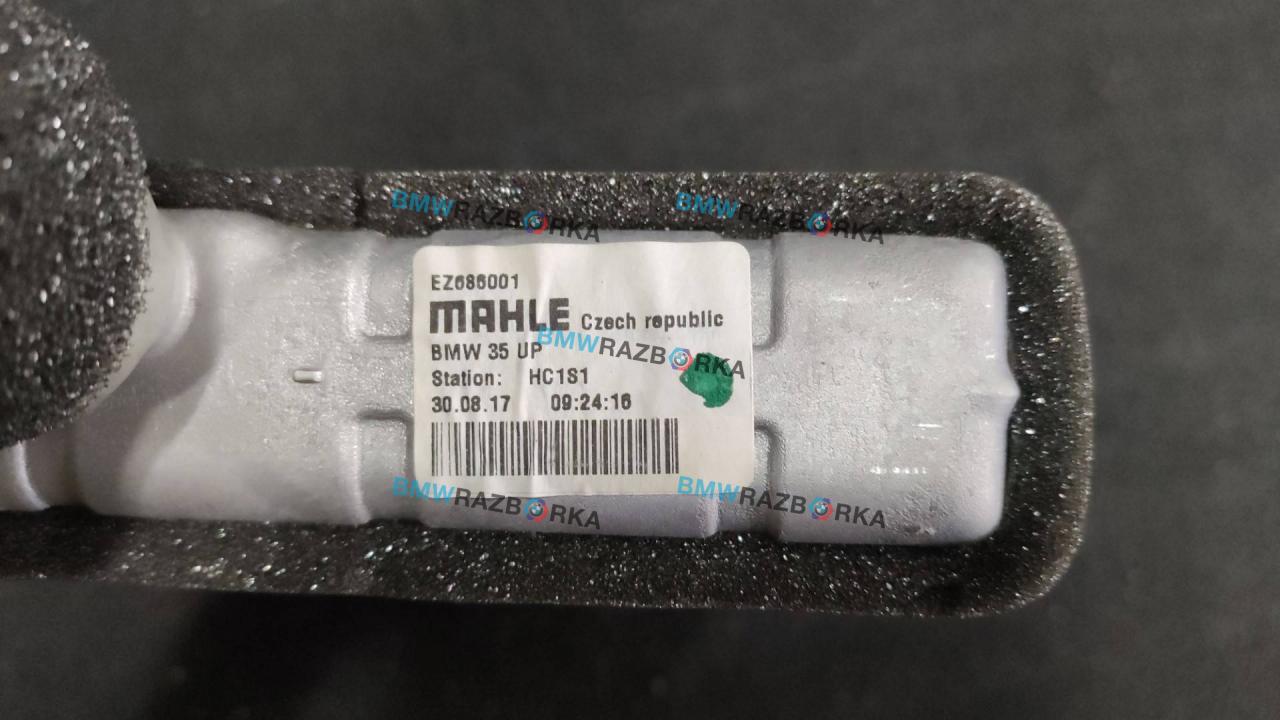 BMWRAZBORKA
BMWRAZBORKA
EZ686001
MAHLE Czech republic
BMW 35 UP
BMWRAZBORKA
Station: HC1S1
30.08.17 09:24:16
BMWRAZBORKA
BMWRAZBORKA